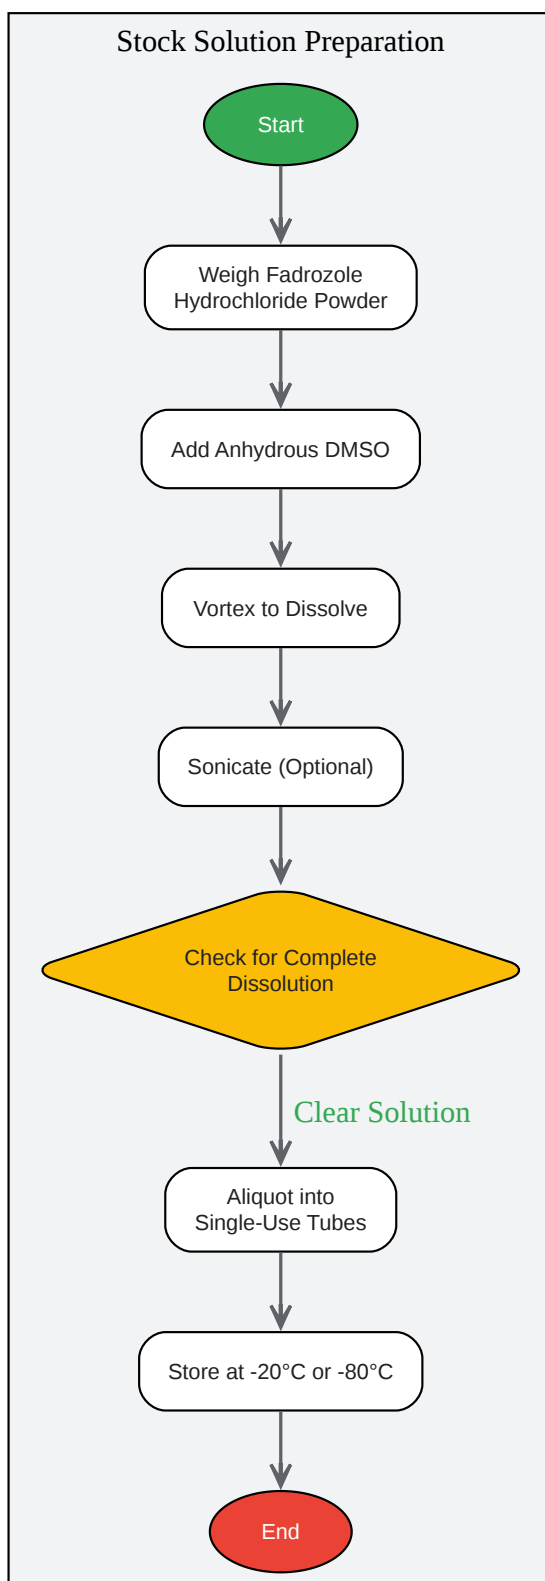 Stock Solution Preparation
Start
Weigh Fadrozole
Hydrochloride Powder
Add Anhydrous DMSO
Vortex to Dissolve
Sonicate (Optional)
Check for Complete
Dissolution
Clear Solution
Aliquot into
Single-Use Tubes
Store at -20°C or -80°C
End